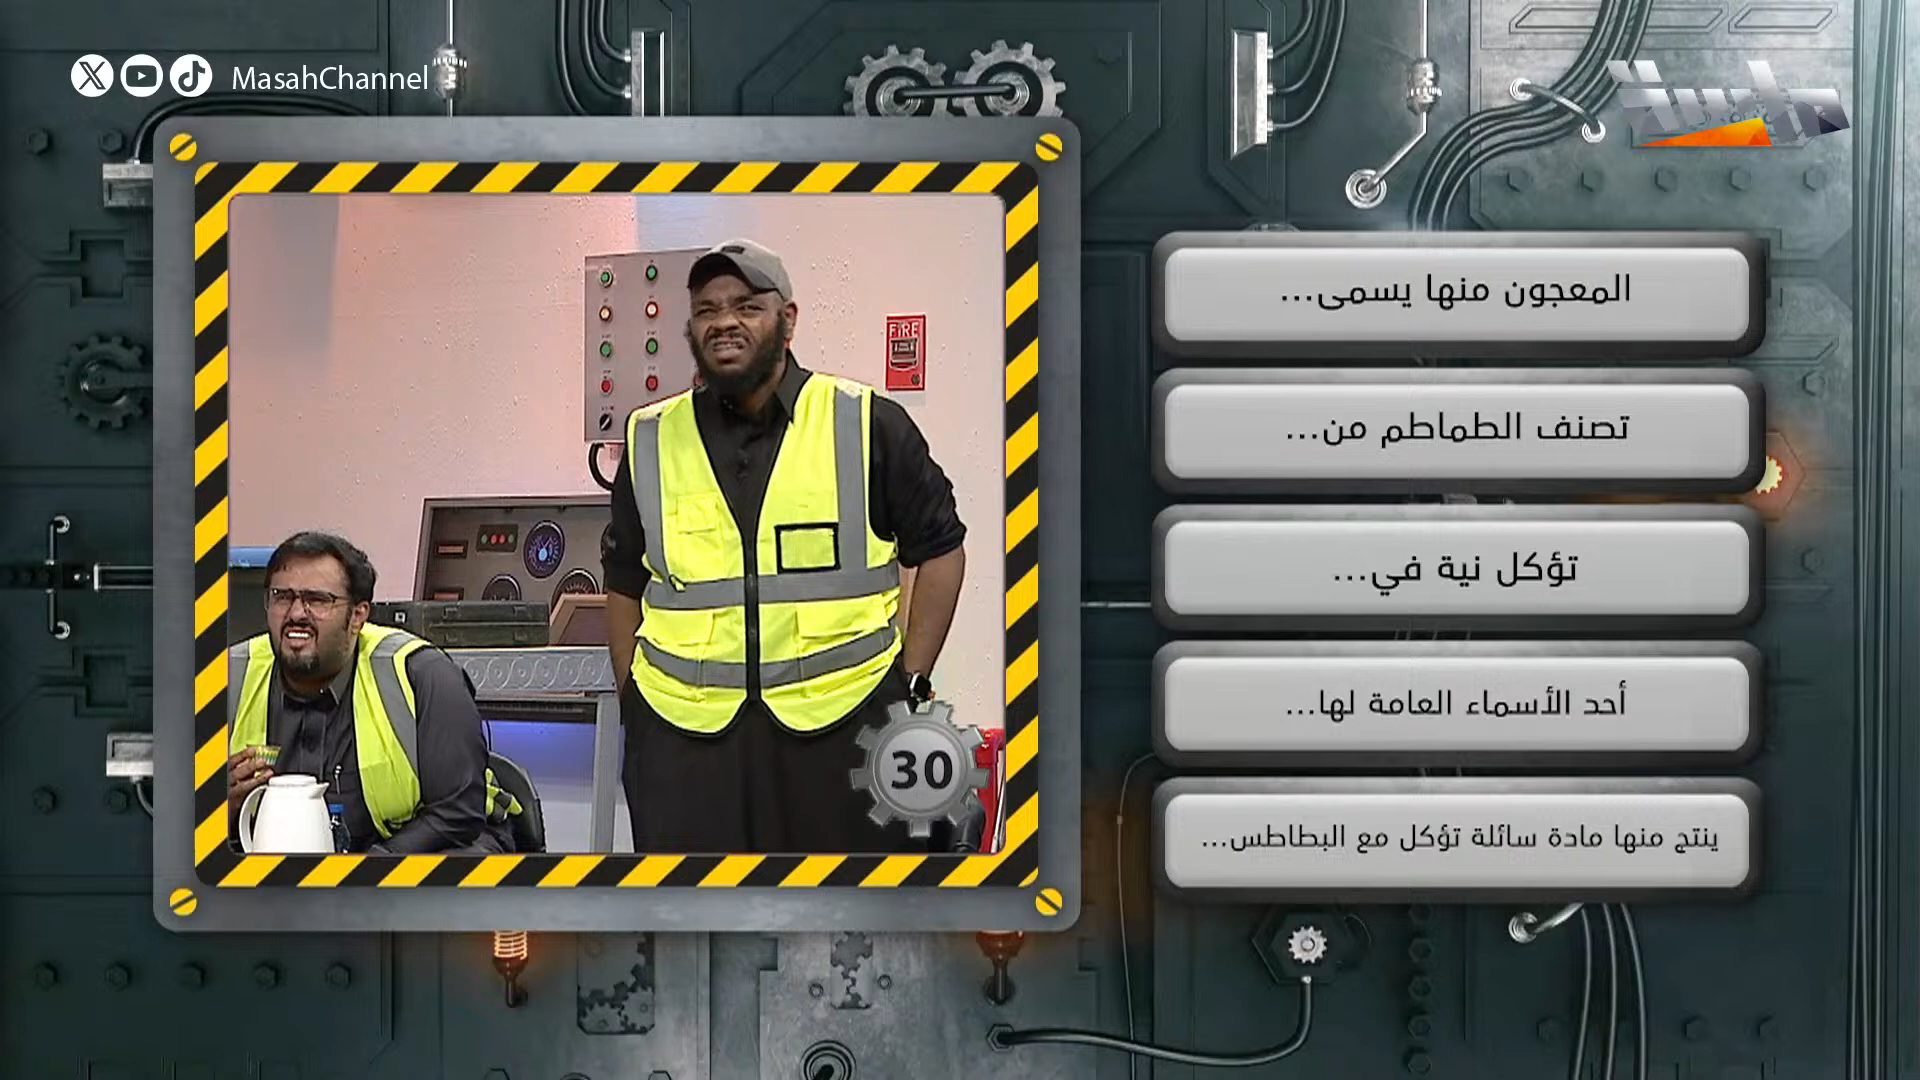 MasahChannel
FIRE
30
المعجون منها يسمى...
تصنف الطماطم من...
تؤكل نية في...
أحد الأسماء العامة لها...
ينتج منها مادة سائلة تؤكل مع البطاطس...